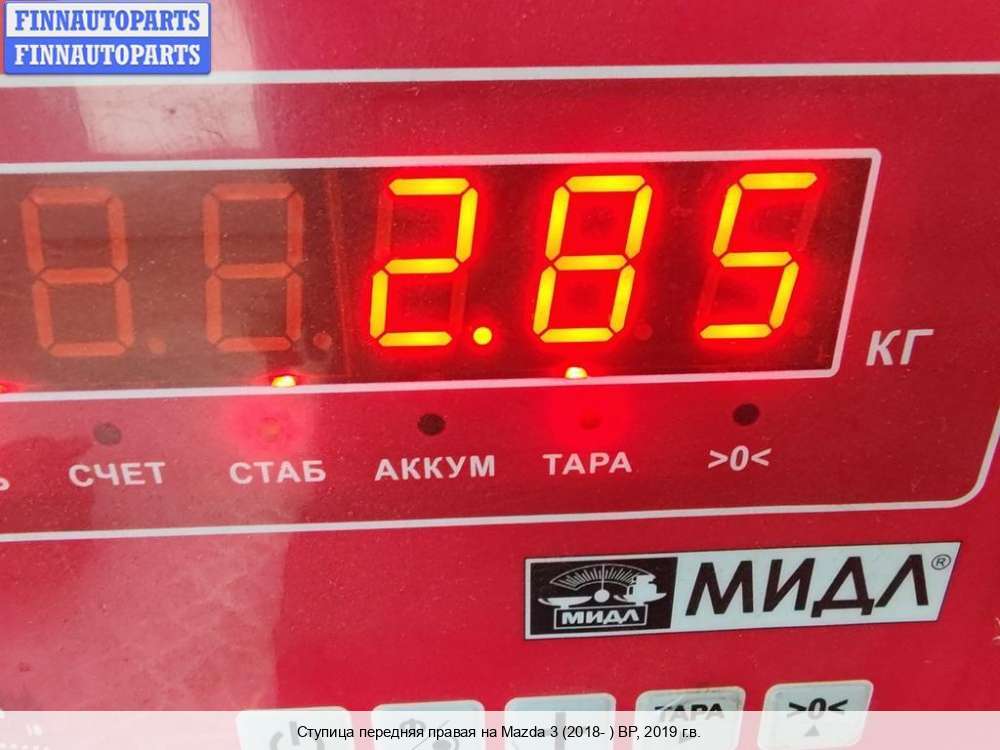 FINNAUTOPARTS
FINNAUTOPARTS
2.85
КГ
СЧЕТ СТАБ АККУМ ТАРА >0<
МИДЛ МИДЛ®
ТАРА >0<
Ступица передняя правая на Mazda 3 (2018- ) BP, 2019 г.в.